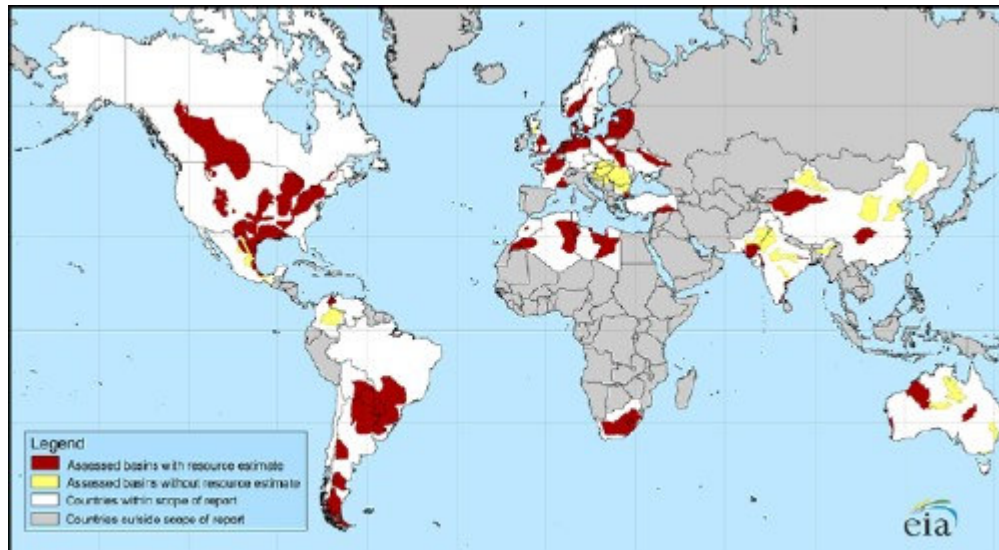 Legend
Assessed basins with resource estimate
Assessed basins without resource estimate
Countries within scope of report
Countries outside scope of report
eia